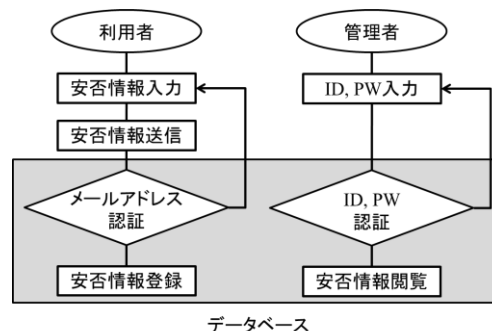 利用者
安否情報入力
安否情報送信
メールアドレス
認証
安否情報登録
管理者
ID, PW入力
ID, PW
認証
安否情報閲覧
データベース